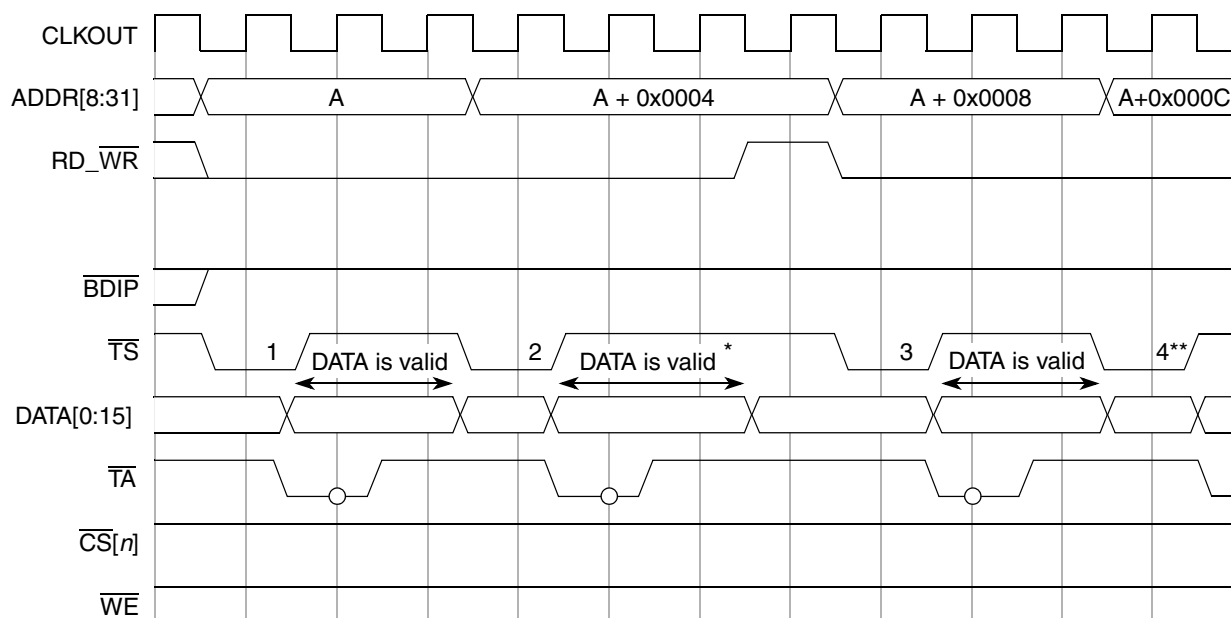 CLKOUT
ADDR[8:31] A A + 0x0004 A + 0x0008 A+0x000C
RD_WR
BDIP
TS 1 2 3 4**
DATA is valid DATA is valid * DATA is valid
DATA[0:15]
TA
CS[n]
WE